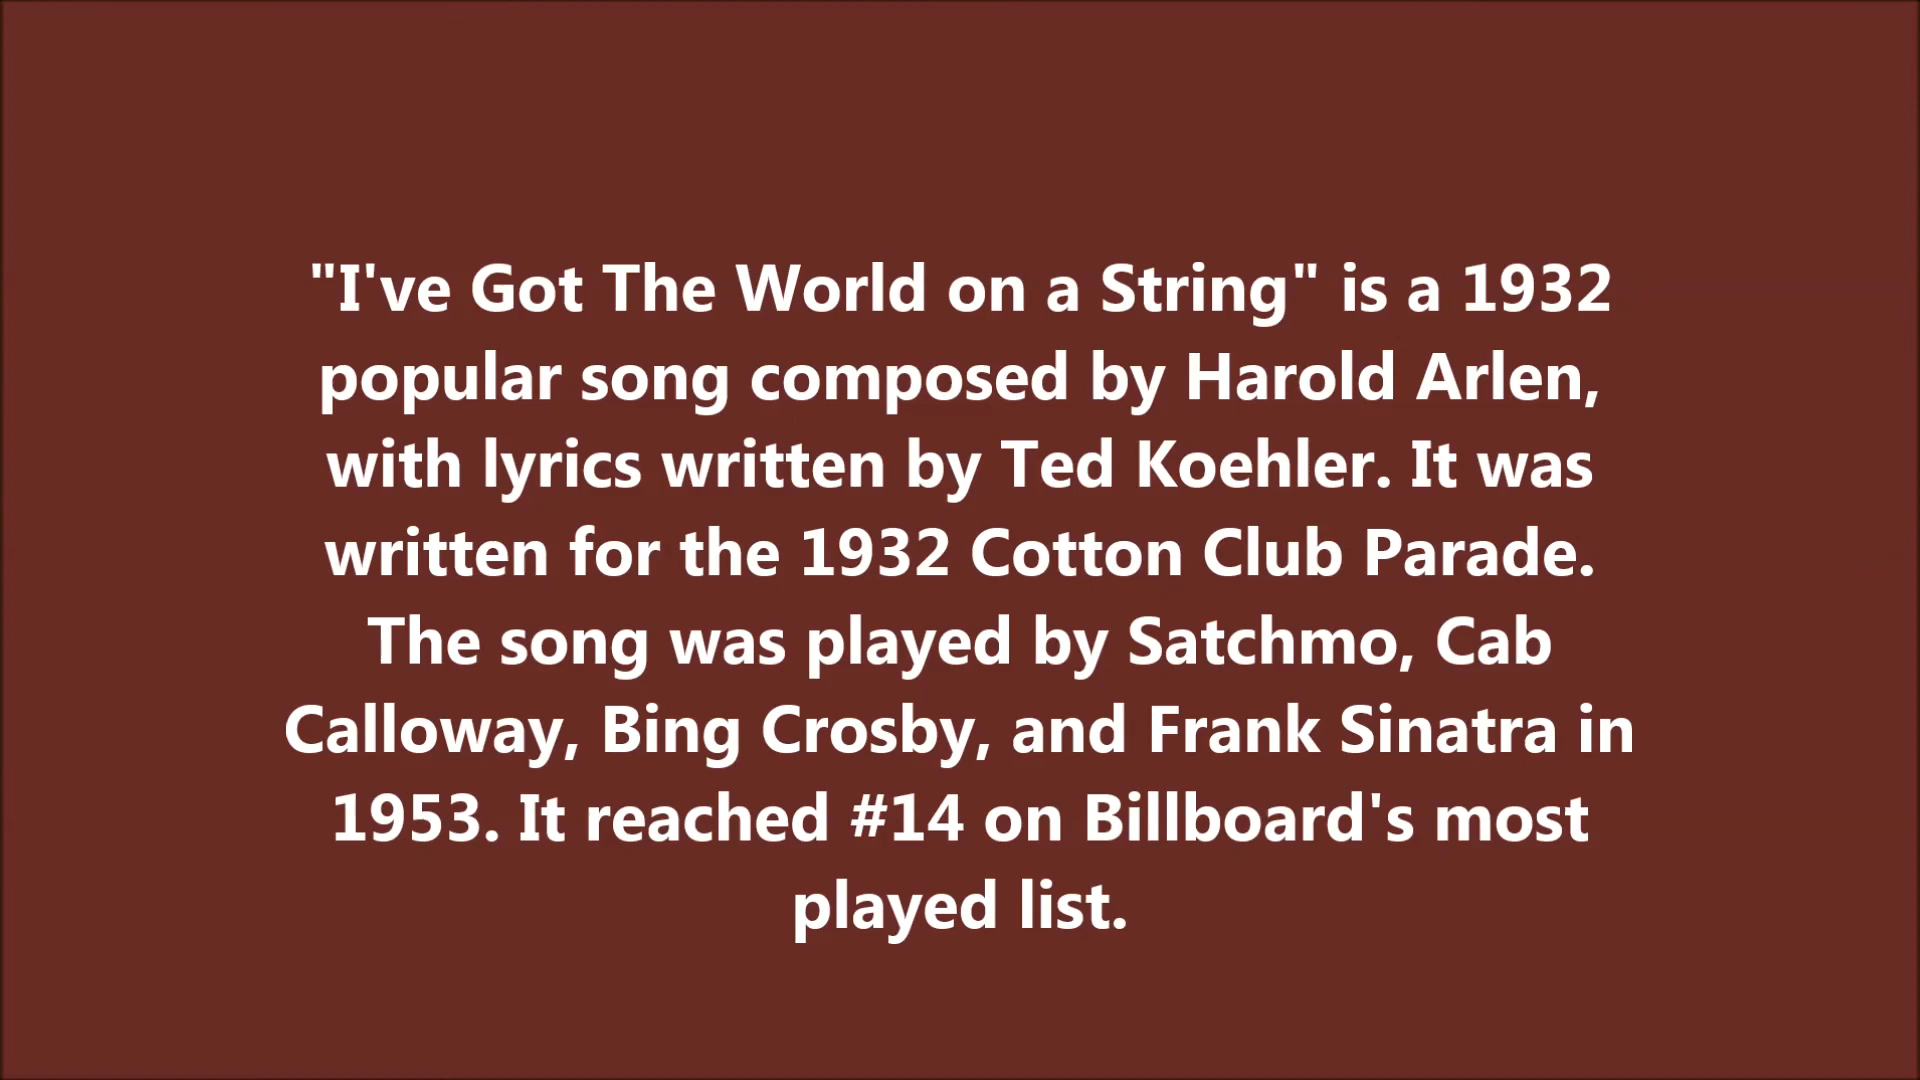 "I've Got The World on a String" is a 1932
popular song composed by Harold Arlen,
with lyrics written by Ted Koehler. It was
written for the 1932 Cotton Club Parade.
The song was played by Satchmo, Cab
Calloway, Bing Crosby, and Frank Sinatra in
1953. It reached #14 on Billboard's most
played list.